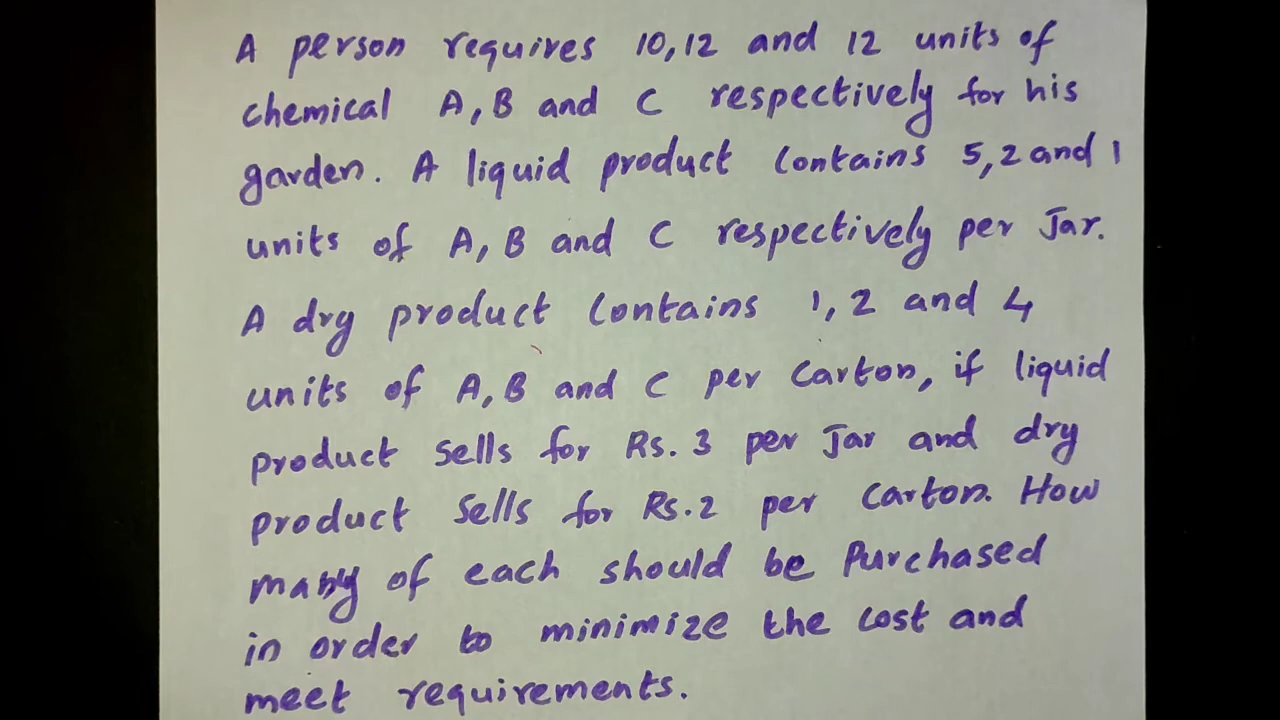 A person requires 10,12 and 12 units of
chemical A, B and C respectively for his
garden. A liquid product contains 5,2 and 1
units of A, B and C respectively per Jar.
A dry product contains 1, 2 and 4
units of A, B and C per carton, if liquid
product sells for Rs. 3 per Jar and dry
product sells for Rs.2 per carton. How
many of each should be Purchased
in order to minimize the cost and
meet requirements.